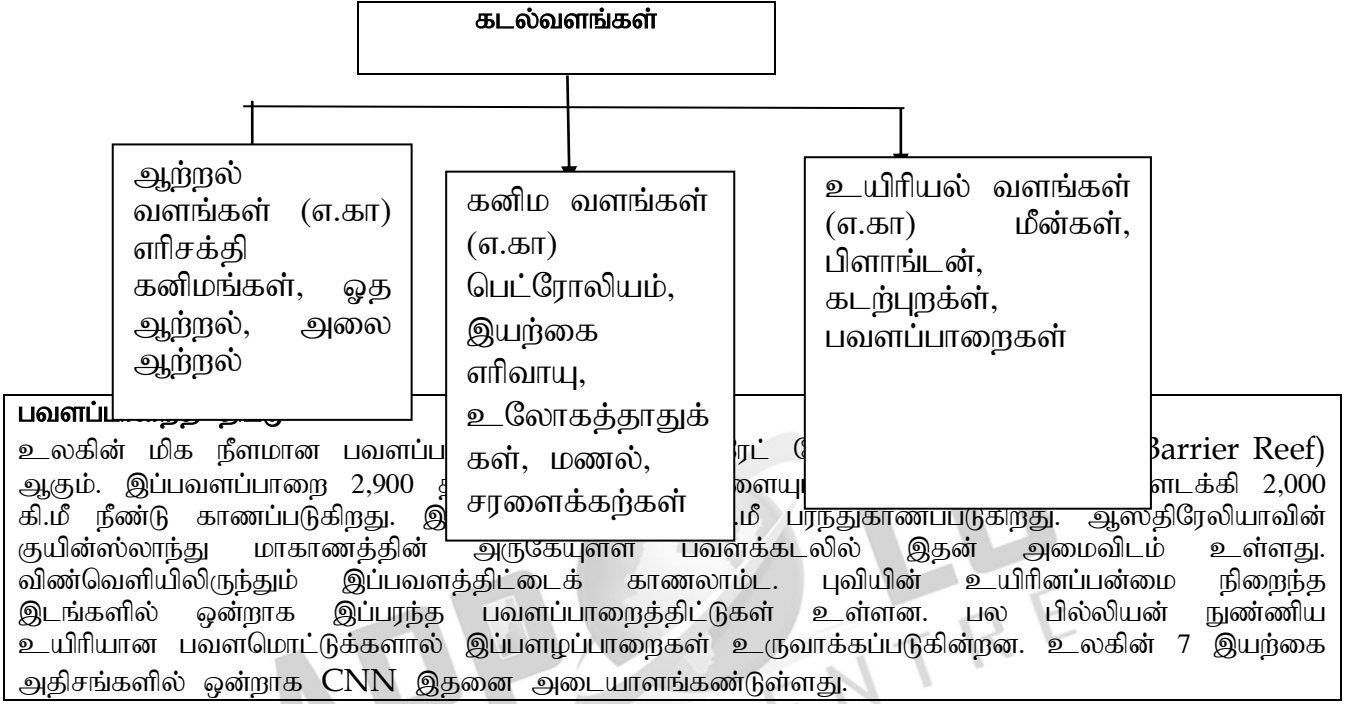 கடல்வளங்கள்
ஆற்றல்
வளங்கள் (எ.கா)
எரிசக்தி
கனிமங்கள், ஓத
ஆற்றல், அலை
ஆற்றல்
கனிம வளங்கள்
(எ.கா)
பெட்ரோலியம்,
இயற்கை
எரிவாயு,
உலோகத்தாதுக்
கள், மணல்,
சரளைக்கற்கள்
உயிரியல் வளங்கள்
(எ.கா) மீன்கள்,
பிளாங்டன்,
கடற்புறக்ள்,
பவளப்பாறைகள்
உலகின் மிக நீளமான Barrier Reef)
ஆகும். இப்பவளப்பாறை 2,900 2,000
கி.மீ நீண்டு காணப்படுகிறது. .மீ பரந்துகாணப்படுகிறது. ஆஸ்திரேலியாவின்
குயின்ஸ்லாந்து மாகாணத்தின் அருகேயுள்ள பவளக்கடலில் இதன் அமைவிடம் உள்ளது.
விண்வெளியிலிருந்தும் இப்பவளத்திட்டைக் காணலாம்ட. புவியின் உயிரினப்பன்மை நிறைந்த
இடங்களில் ஒன்றாக இப்பரந்த பவளப்பாறைத்திட்டுகள் உள்ளன. பல பில்லியன் நுண்ணிய
உயிரியான பவளமொட்டுக்களால் இப்பளழப்பாறைகள் உருவாக்கப்படுகின்றன. உலகின் 7 இயற்கை
அதிசங்களில் ஒன்றாக CNN இதனை அடையாளங்கண்டுள்ளது.